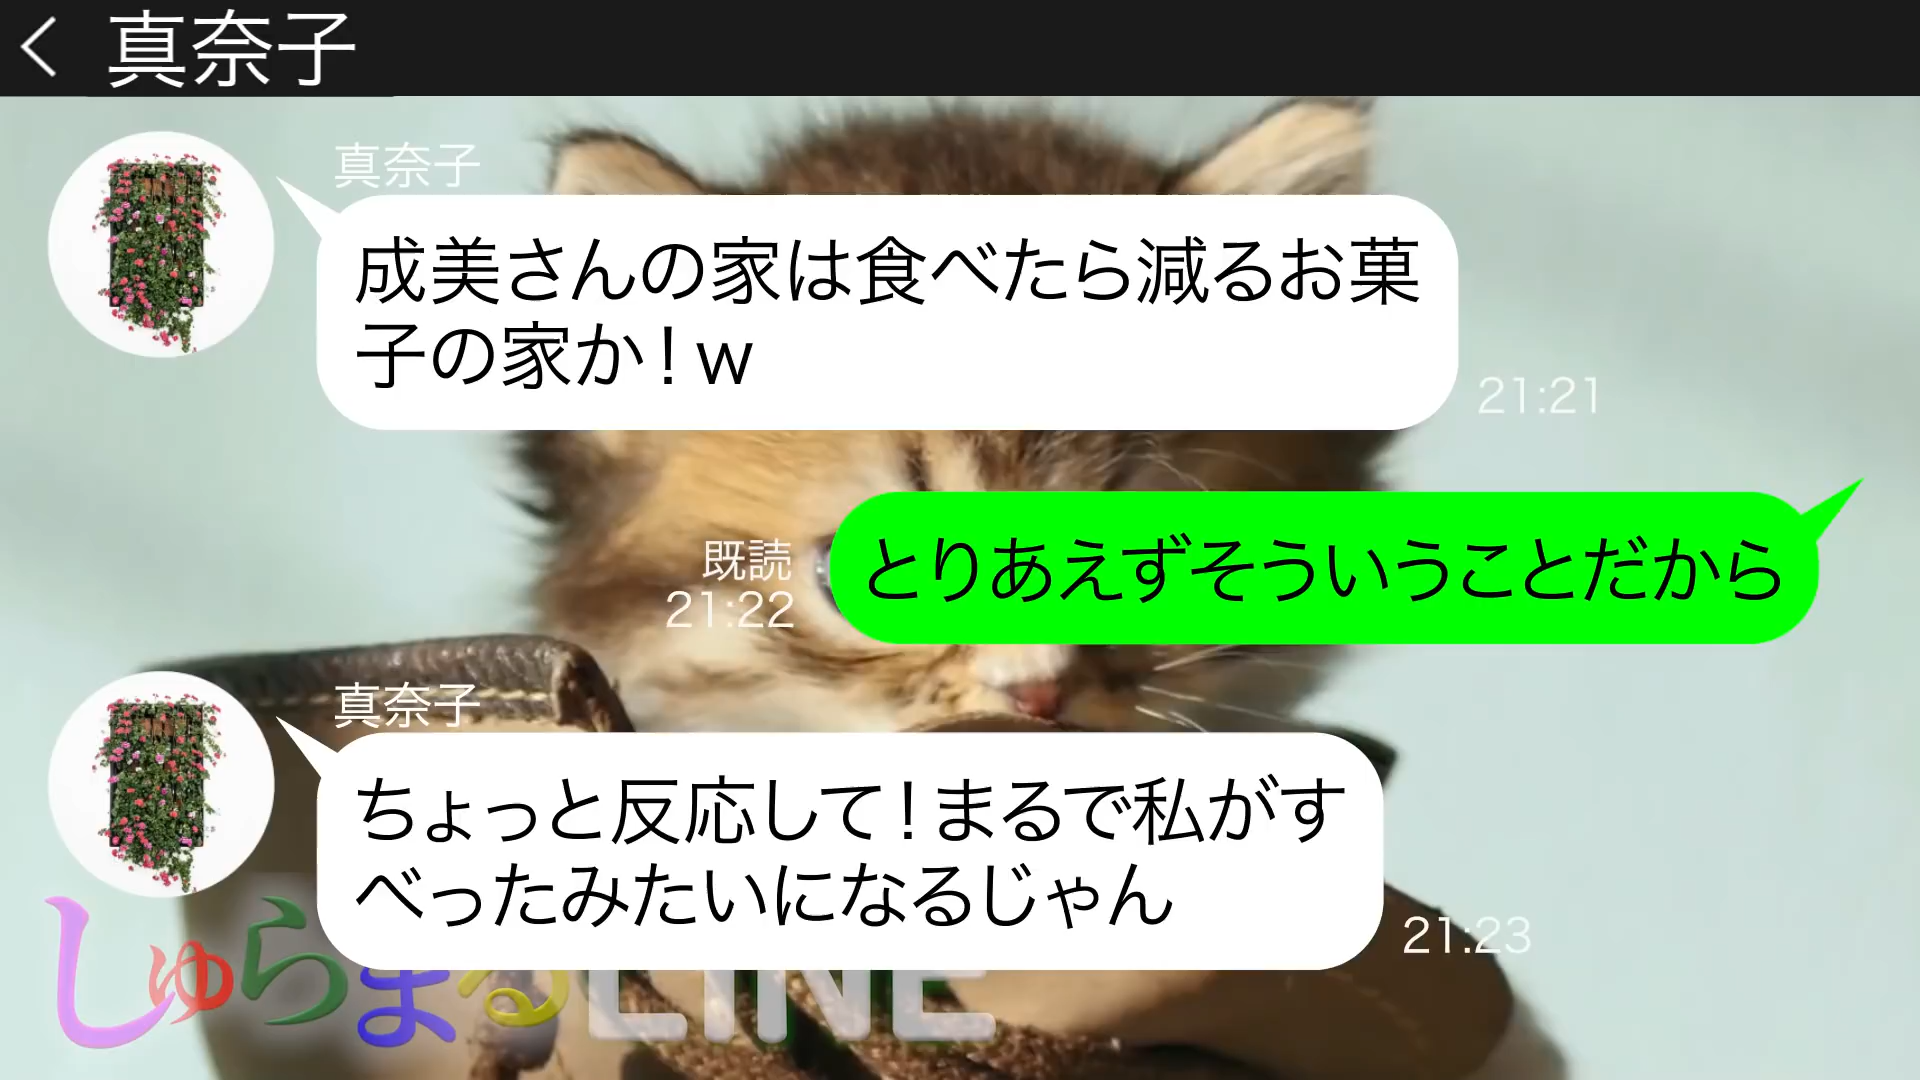 真奈子
真奈子
成美さんの家は食べたら減るお菓
子の家か！w
21:21
とりあえずそういうことだから
既読
21:22
真奈子
ちょっと反応して！まるで私がす
べったみたいになるじゃん
21:23
しゅらまるLINE